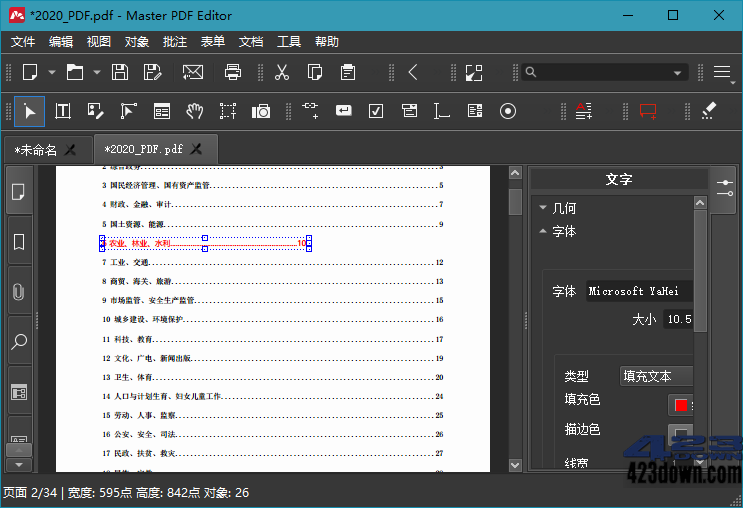 *2020_PDF.pdf - Master PDF Editor
文件 编辑 视图 对象 批注 表单 文档 工具 帮助
*未命名 *2020_PDF.pdf
3 国民经济管理、国有资产监管 5
4 财政、金融、审计 7
5 国土资源、能源 9
农业、林业、水利 10
7 工业、交通 12
8 商贸、海关、旅游 13
9 市场监管、安全生产监管 15
10 城乡建设、环境保护 16
11 科技、教育 17
12 文化、广电、新闻出版 19
13 卫生、体育 20
14 人口与计划生育、妇女儿童工作 24
15 劳动、人事、监察 25
16 公安、安全、司法 26
17 民政、扶贫、救灾 27
文字
几何
字体
字体 Microsoft YaHei
大小 10.5
类型 填充文本
填充色
描边色
线宽
423
423down.com
页面 2/34 | 宽度: 595点 高度: 842点 对象: 26